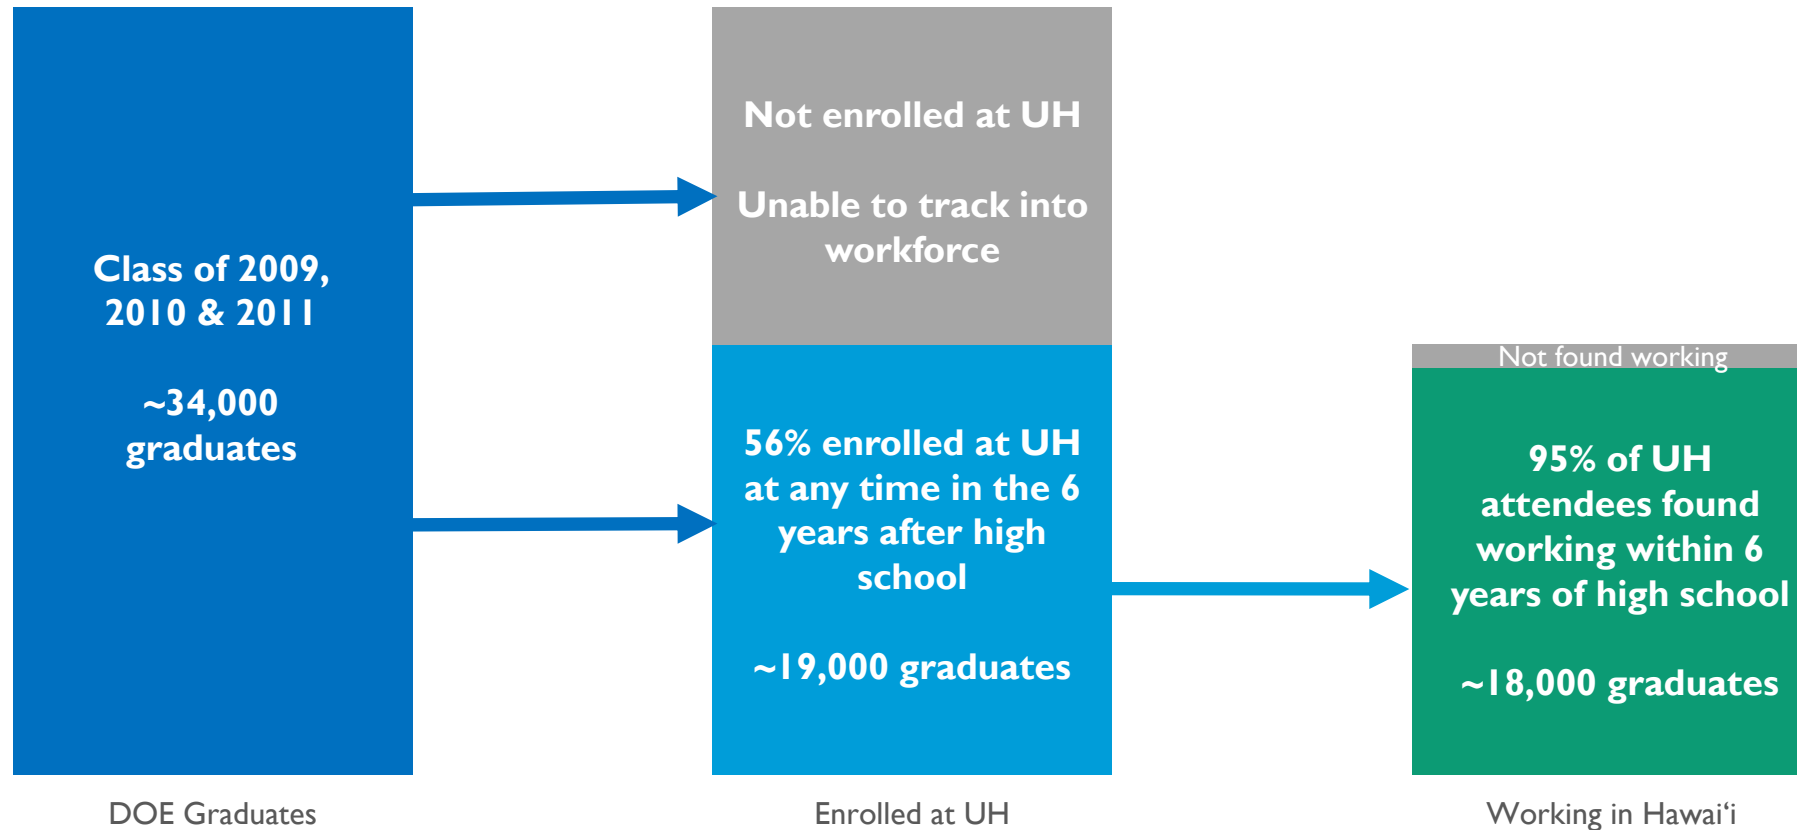 Class of 2009,
2010 & 2011
~34,000
graduates
DOE Graduates
Not enrolled at UH
Unable to track into
workforce
56% enrolled at UH
at any time in the 6
years after high
school
~19,000 graduates
Enrolled at UH
Not found working
95% of UH
attendees found
working within 6
years of high school
~18,000 graduates
Working in Hawaiʻi